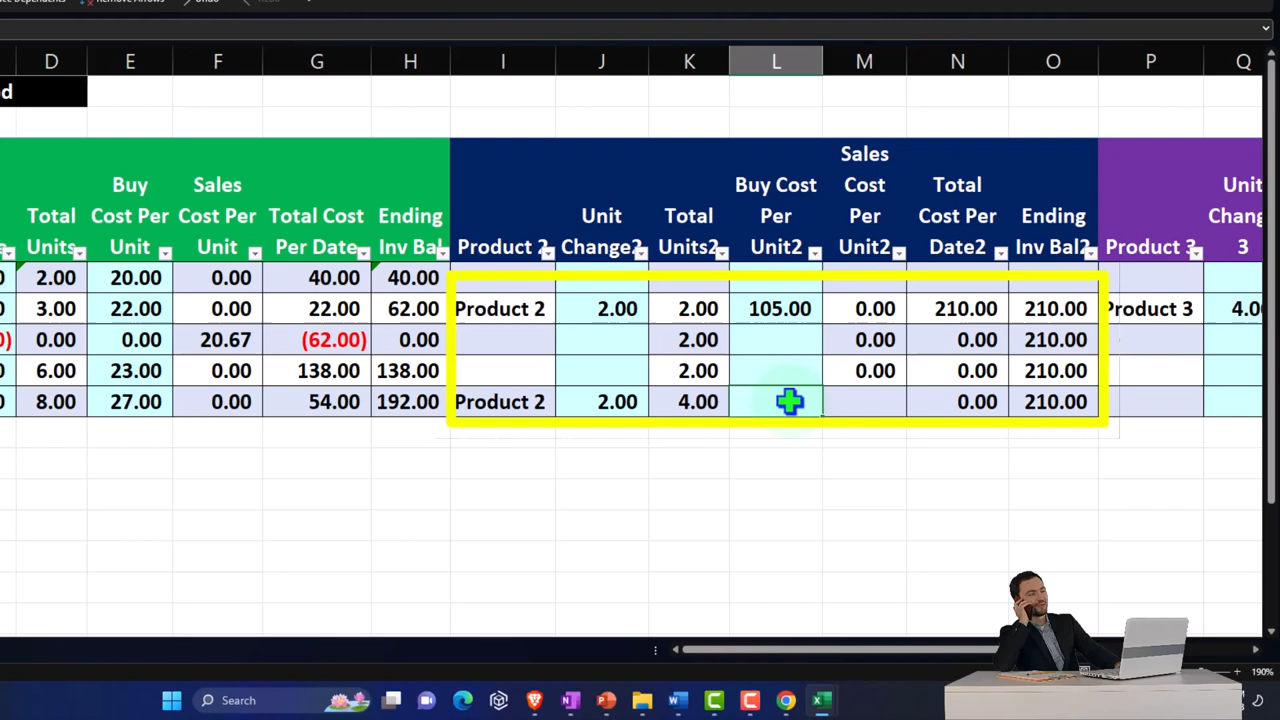 D E F G H I J K L M N O P Q
Total Units
Buy Cost Per Unit
Sales Cost Per Unit
Total Cost Per Date
Ending Inv Bal
Product 2
Unit Change2
Total Units2
Buy Cost Per Unit2
Sales Cost Per Unit2
Total Cost Per Date2
Ending Inv Bal2
Product 3
Unit
3
2.00 20.00 0.00 40.00 40.00
3.00 22.00 0.00 22.00 62.00 Product 2 2.00 2.00 105.00 0.00 210.00 210.00 Product 3
0.00 0.00 20.67 (62.00) 0.00 2.00 0.00 0.00 210.00
6.00 23.00 0.00 138.00 138.00 2.00 0.00 0.00 210.00
8.00 27.00 0.00 54.00 192.00 Product 2 2.00 4.00 0.00 210.00
190%
Search